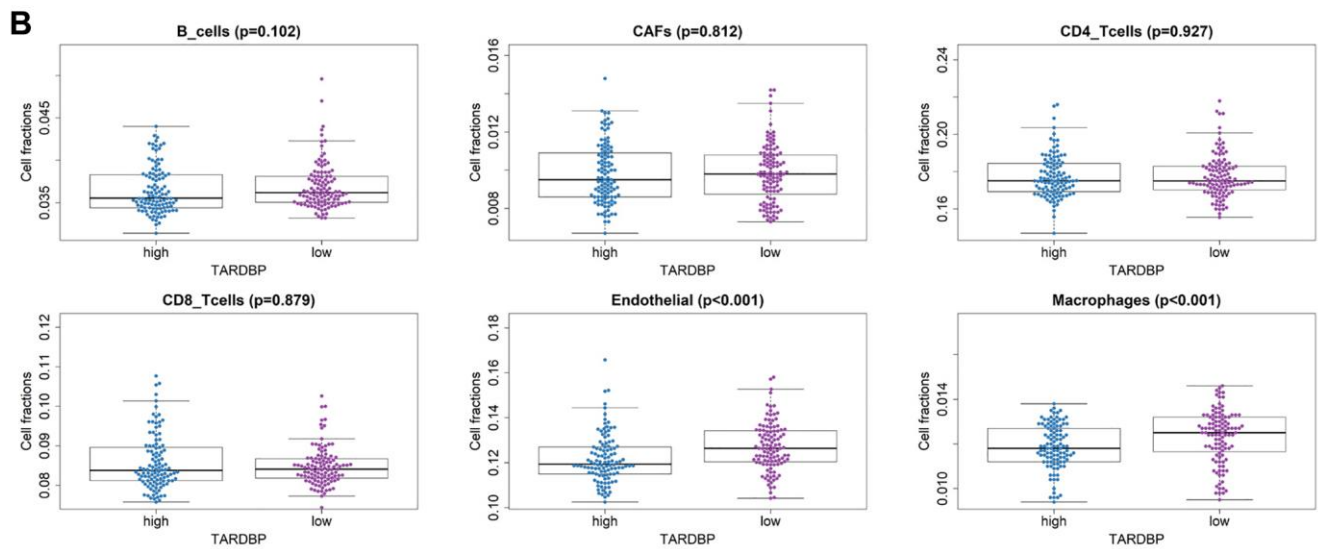 B
B_cells (p=0.102)
Cell fractions
0.045
0.035
high
low
TARDBP
CAFs (p=0.812)
Cell fractions
0.016
0.012
0.008
high
low
TARDBP
CD4_Tcells (p=0.927)
Cell fractions
0.24
0.20
0.16
high
low
TARDBP
CD8_Tcells (p=0.879)
Cell fractions
0.12
0.11
0.10
0.09
0.08
high
low
TARDBP
Endothelial (p<0.001)
Cell fractions
0.18
0.16
0.14
0.12
0.10
high
low
TARDBP
Macrophages (p<0.001)
Cell fractions
0.014
0.010
high
low
TARDBP